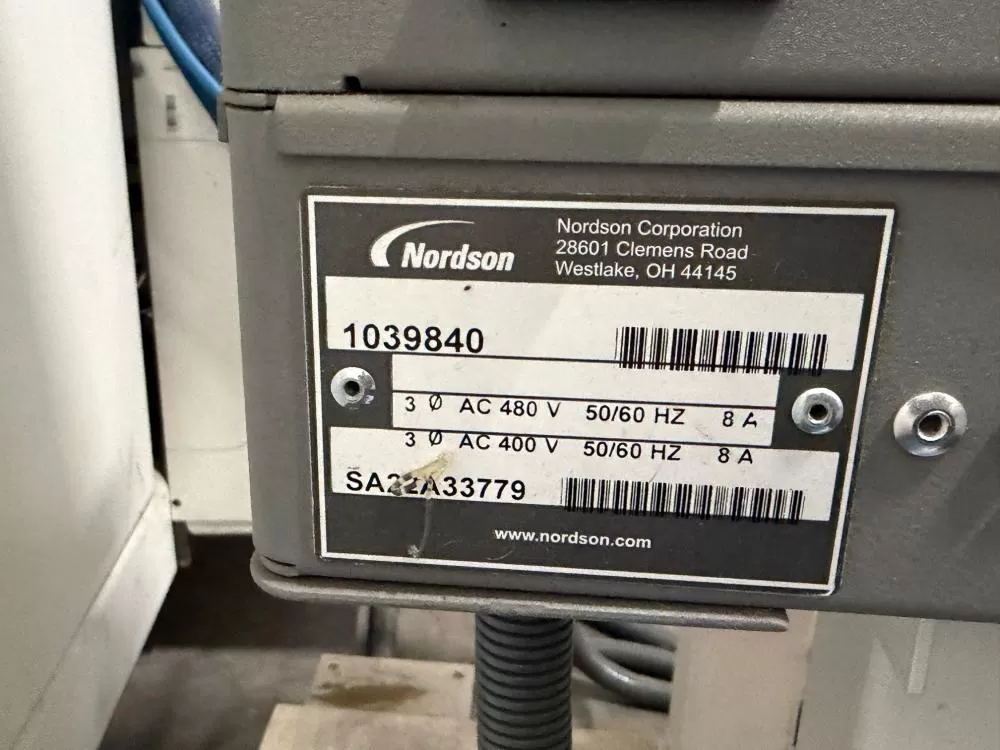 Nordson
Nordson Corporation
28601 Clemens Road
Westlake, OH 44145
1039840
3 Ø AC 480 V 50/60 HZ 8 A
3 Ø AC 400 V 50/60 HZ 8 A
SA22A33779
www.nordson.com